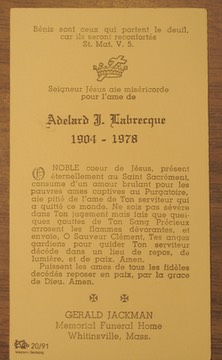 Bénis sont ceux qui portent le deuil,
car ils seront reconfortés
St. Mat. V. 5.
Seigneur Jésus aie miséricorde
pour l'ame de
Adelard J. Labrecque
1904 - 1978
O NOBLE coeur de Jésus, présent
éternellement au Saint Sacrément,
consume d'un amour brulant pour les
pauvres ames captives au Purgatoire,
aie pitié de l'ame de Ton serviteur qui
a quitté ce monde. Ne sois pas sévère
dans Ton jugement mais fais que quel-
ques gouttes de Ton Sang Précieux
arrosent les flammes dévorantes, et
envoie, O Sauveur Clément, Tes anges
gardiens pour guider Ton serviteur
décédé dans un lieu de repos, de
lumière, et de paix. Amen.
Puissent les ames de tous les fidèles
décédés reposer en paix, par la grace
de Dieu. Amen.
GERALD JACKMAN
Memorial Funeral Home
Whitinsville, Mass.
20/91